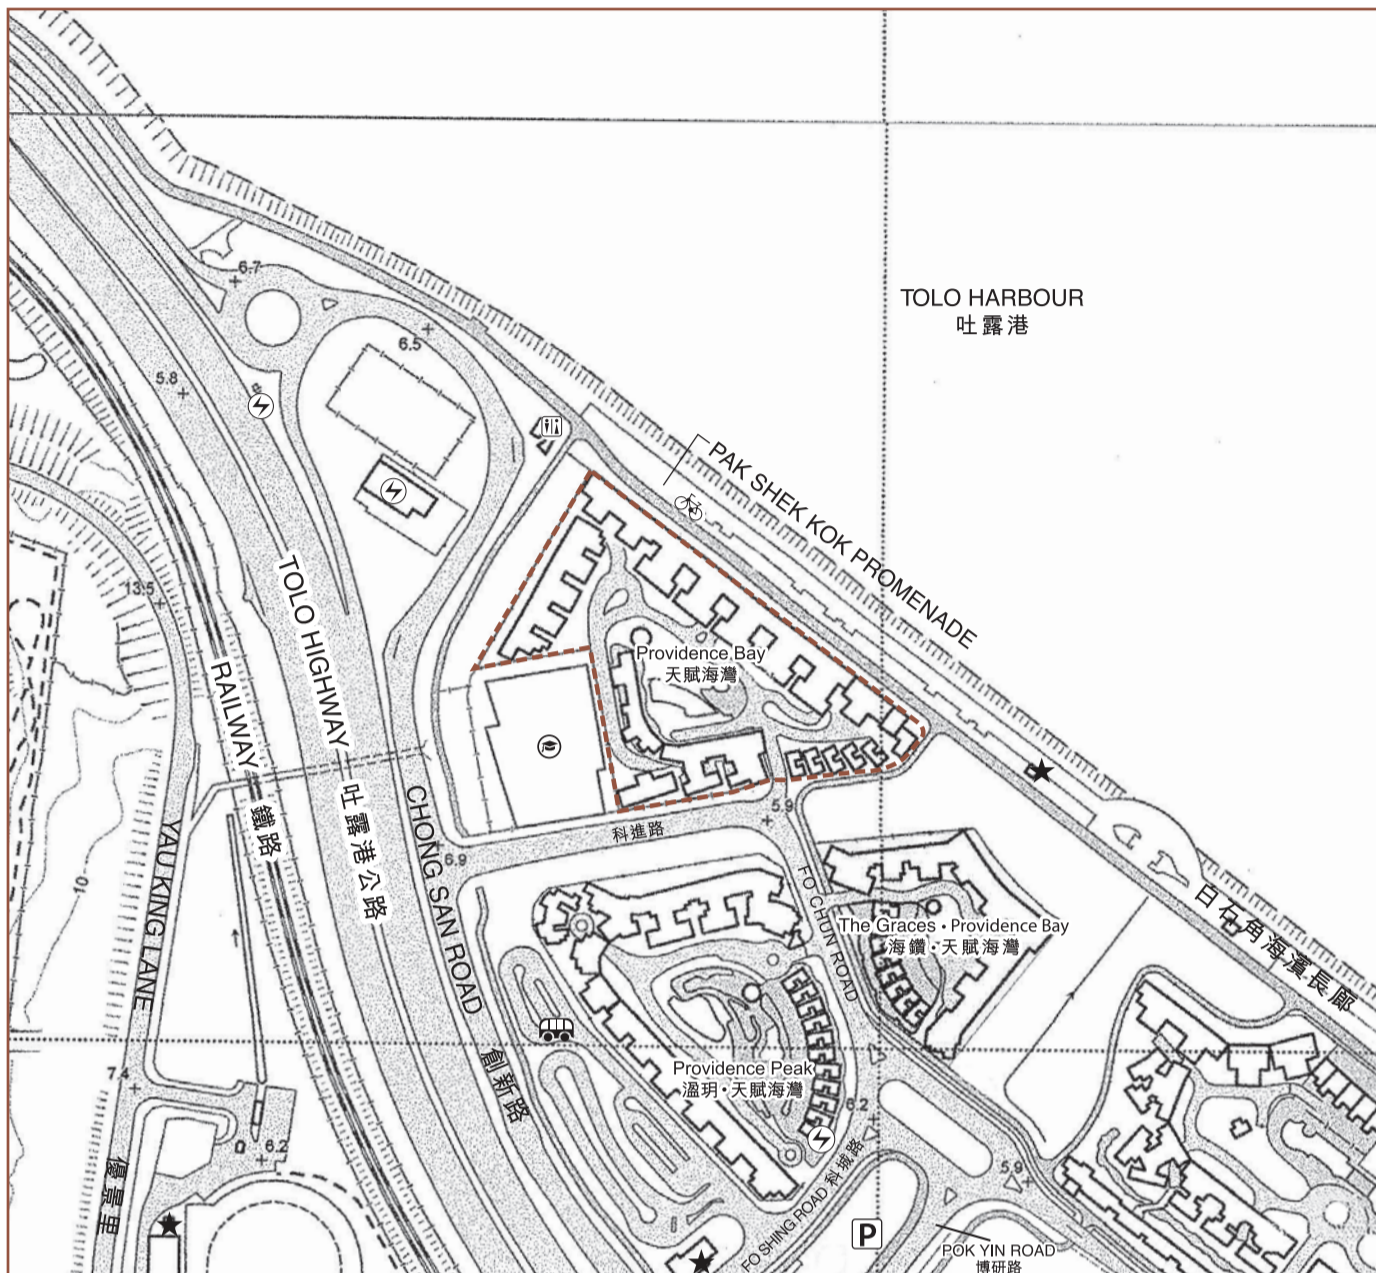 TOLO HARBOUR
吐露港
6.7
6.5
5.8
PAK SHEK KOK PROMENADE
13.5
TOLO HIGHWAY
吐露港公路
RAILWAY
鐵路
Providence Bay
天賦海灣
5.9
科進路
CHONG SAN ROAD
創新路
6.9
YAU KING LANE
優景里
10
FO CHUN ROAD
The Graces・Providence Bay
海鑽・天賦海灣
白石角海濱長廊
Providence Peak
溋玥・天賦海灣
7.4
6.2
6.2
5.9
FO SHING ROAD 科城路
P
POK YIN ROAD
博研路